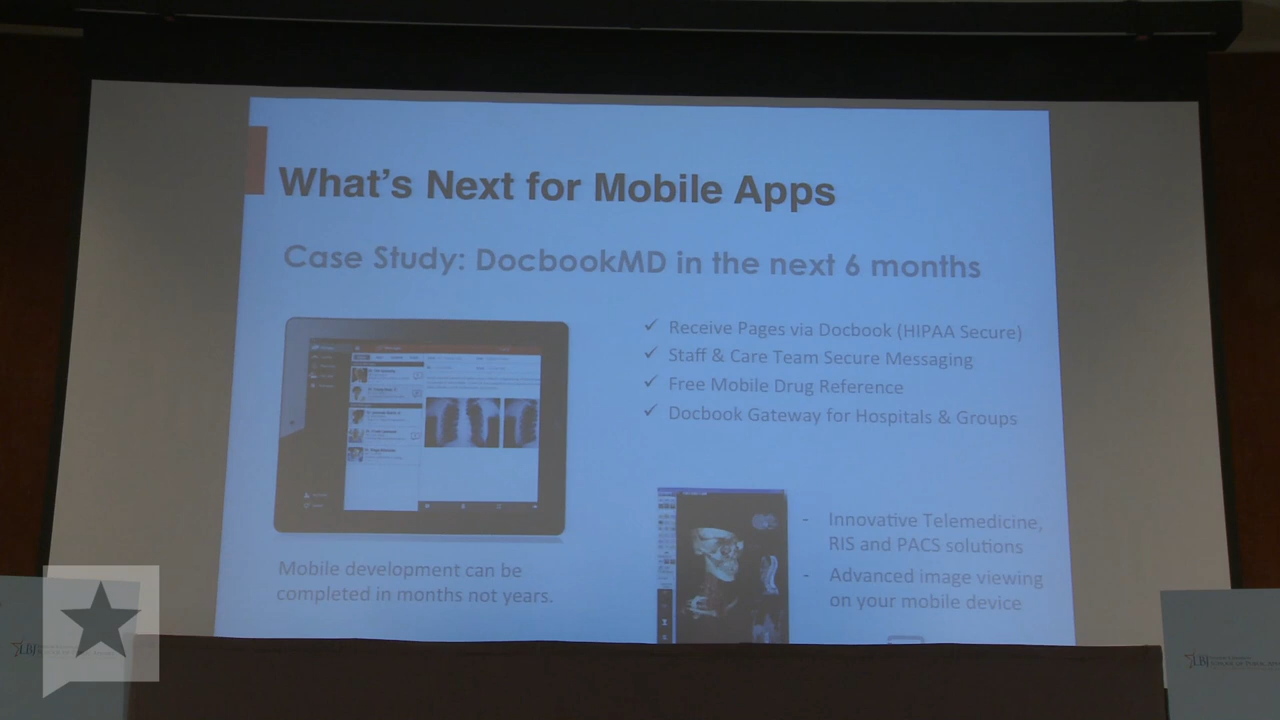 What's Next for Mobile Apps
Case Study: DocbookMD in the next 6 months
✓ Receive Pages via Docbook (HIPAA Secure)
✓ Staff & Care Team Secure Messaging
✓ Free Mobile Drug Reference
✓ Docbook Gateway for Hospitals & Groups
Mobile development can be
completed in months not years.
- Innovative Telemedicine,
RIS and PACS solutions
- Advanced image viewing
on your mobile device
LBJ
LBJ